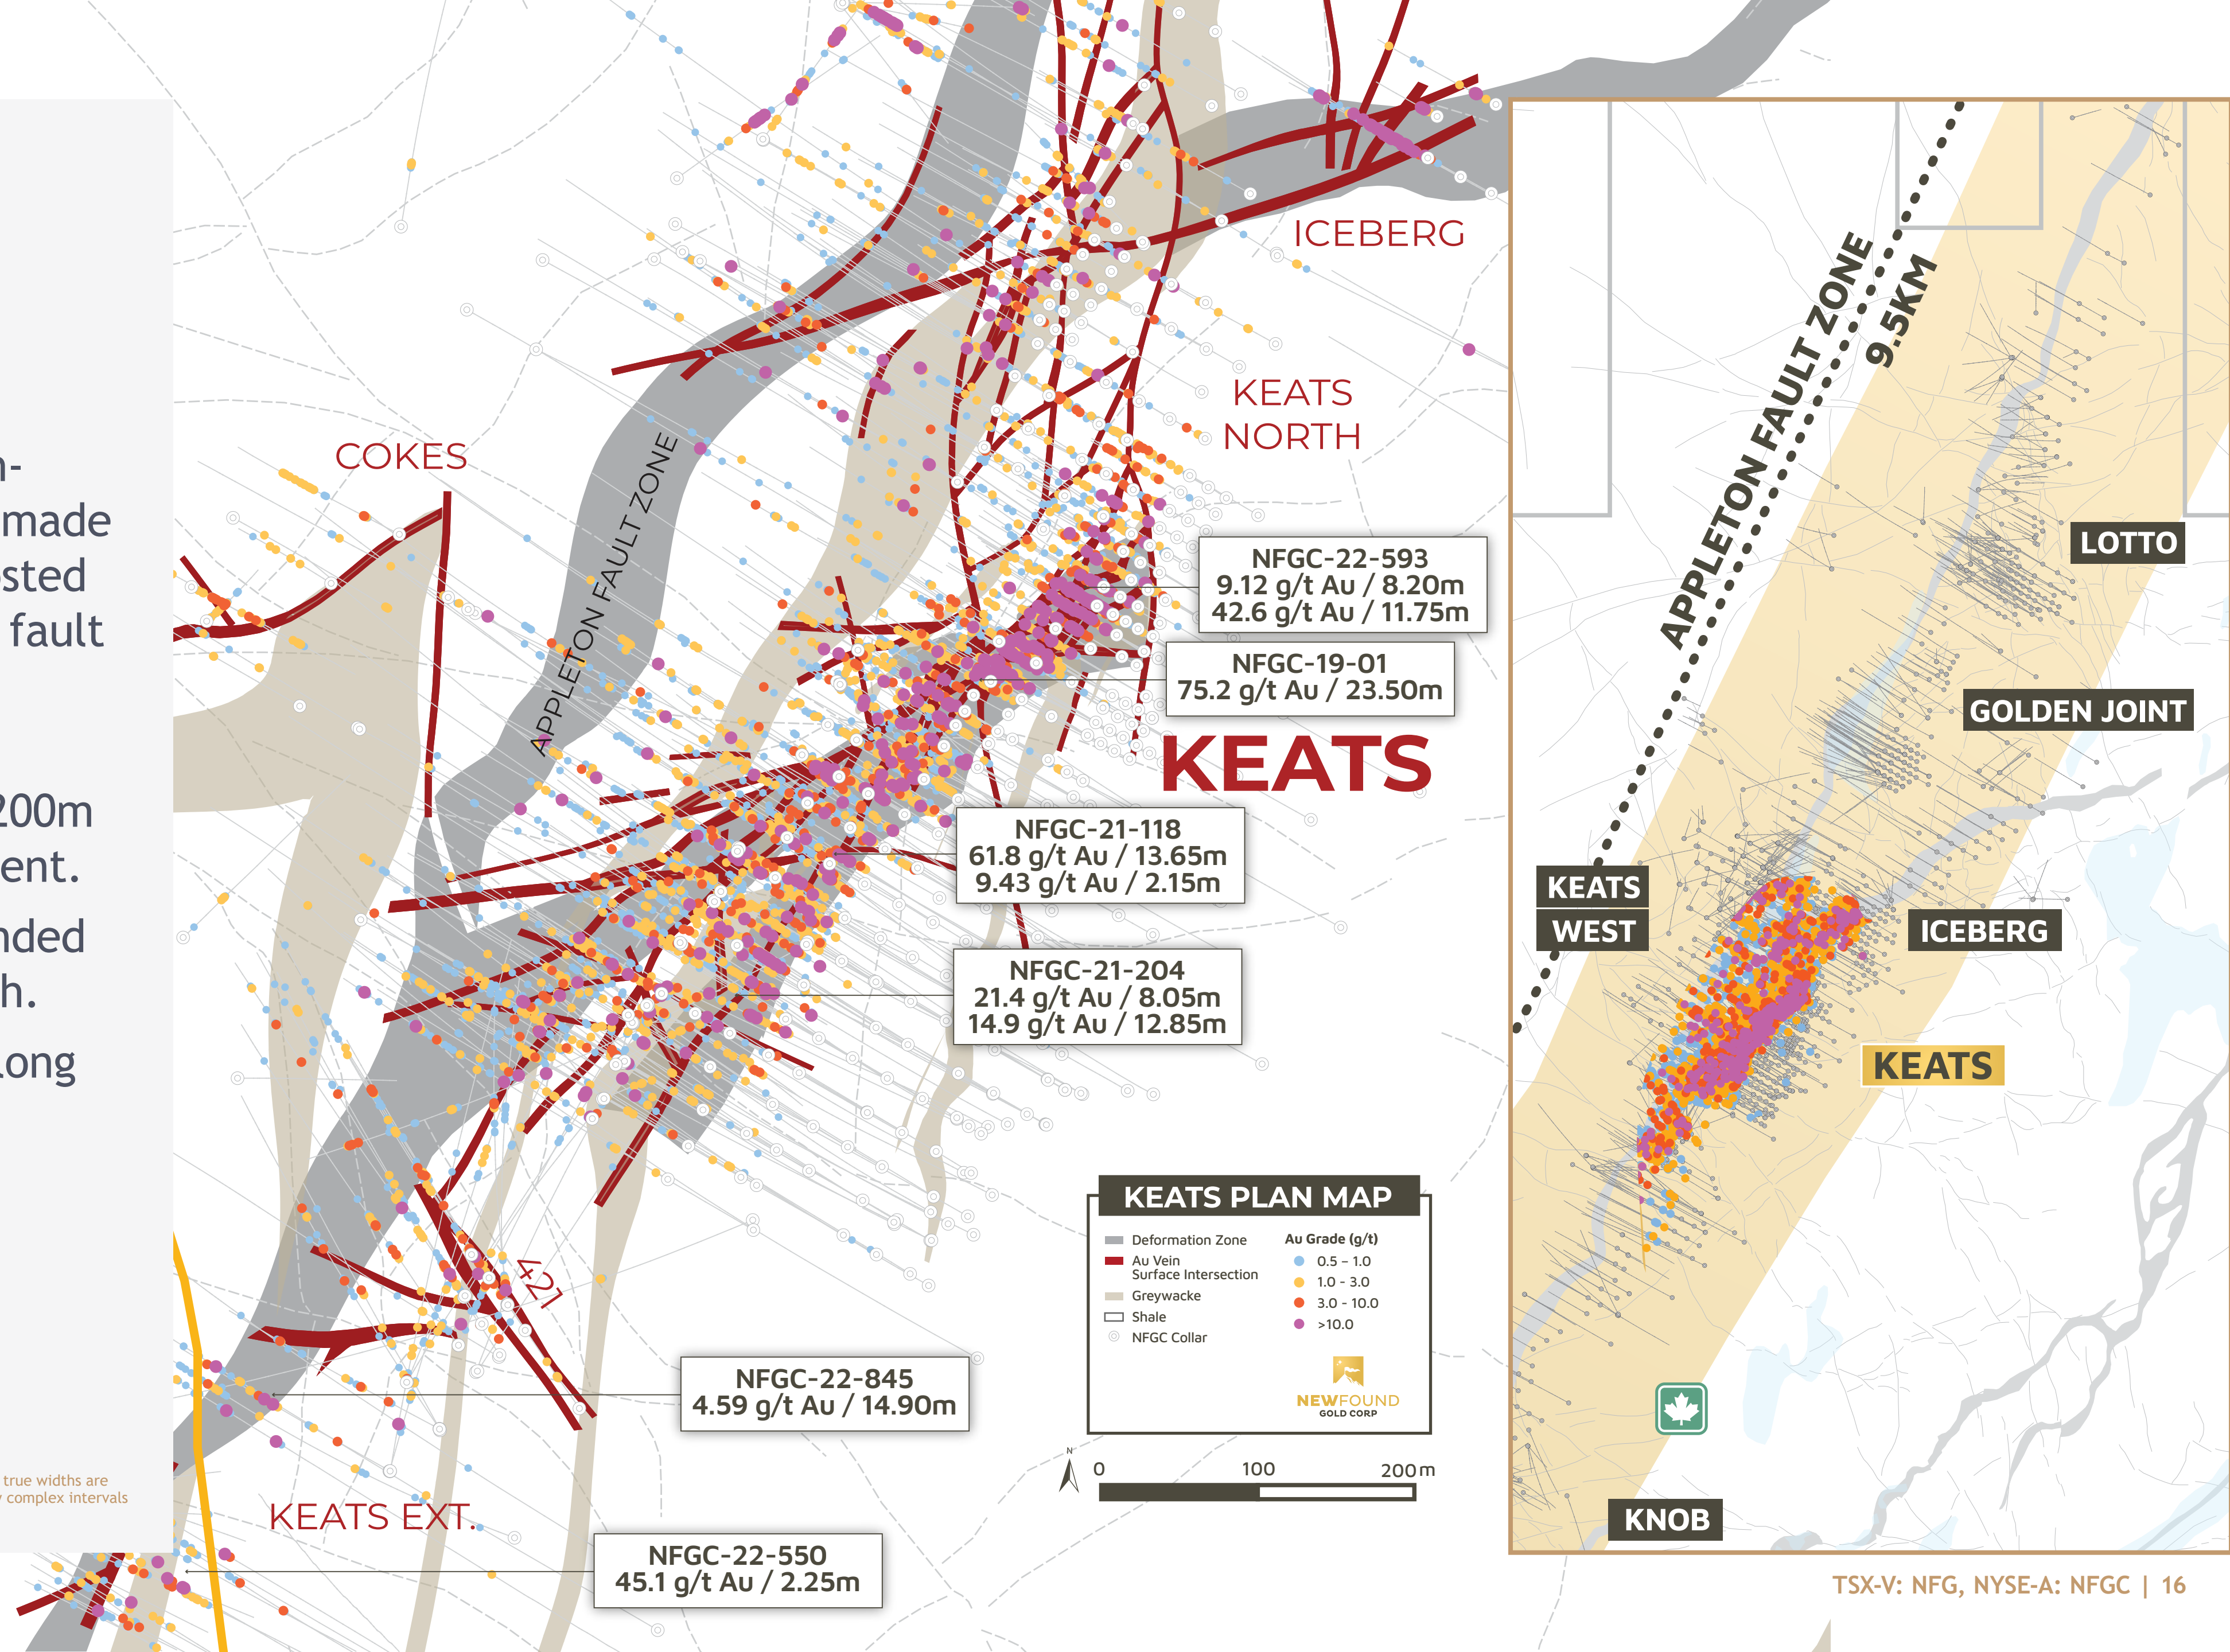 n-
made
sted
fault
200m
ent.
nded
h.
long
true widths are
complex intervals
COKES
APPLETON FAULT ZONE
ICEBERG
KEATS
NORTH
NFGC-22-593
9.12 g/t Au / 8.20m
42.6 g/t Au / 11.75m
NFGC-19-01
75.2 g/t Au / 23.50m
KEATS
NFGC-21-118
61.8 g/t Au / 13.65m
9.43 g/t Au / 2.15m
NFGC-21-204
21.4 g/t Au / 8.05m
14.9 g/t Au / 12.85m
421
NFGC-22-845
4.59 g/t Au / 14.90m
KEATS EXT.
NFGC-22-550
45.1 g/t Au / 2.25m
KEATS PLAN MAP
Deformation Zone
Au Vein
Surface Intersection
Greywacke
Shale
NFGC Collar
Au Grade (g/t)
0.5 – 1.0
1.0 - 3.0
3.0 - 10.0
>10.0
NEWFOUND
GOLD CORP
N
0 100 200m
APPLETON FAULT ZONE
9.5KM
LOTTO
GOLDEN JOINT
KEATS
WEST
ICEBERG
KEATS
KNOB
TSX-V: NFG, NYSE-A: NFGC | 16